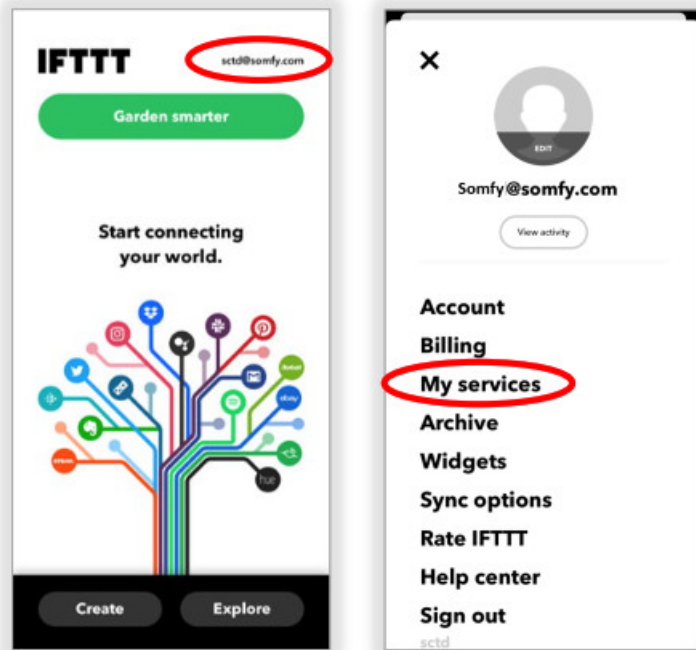 IFTTT
sctd@somfy.com
Garden smarter
Start connecting
your world.
ebay
hue
Create
Explore
EDIT
Somfy@somfy.com
View activity
Account
Billing
My services
Archive
Widgets
Sync options
Rate IFTTT
Help center
Sign out
sctd